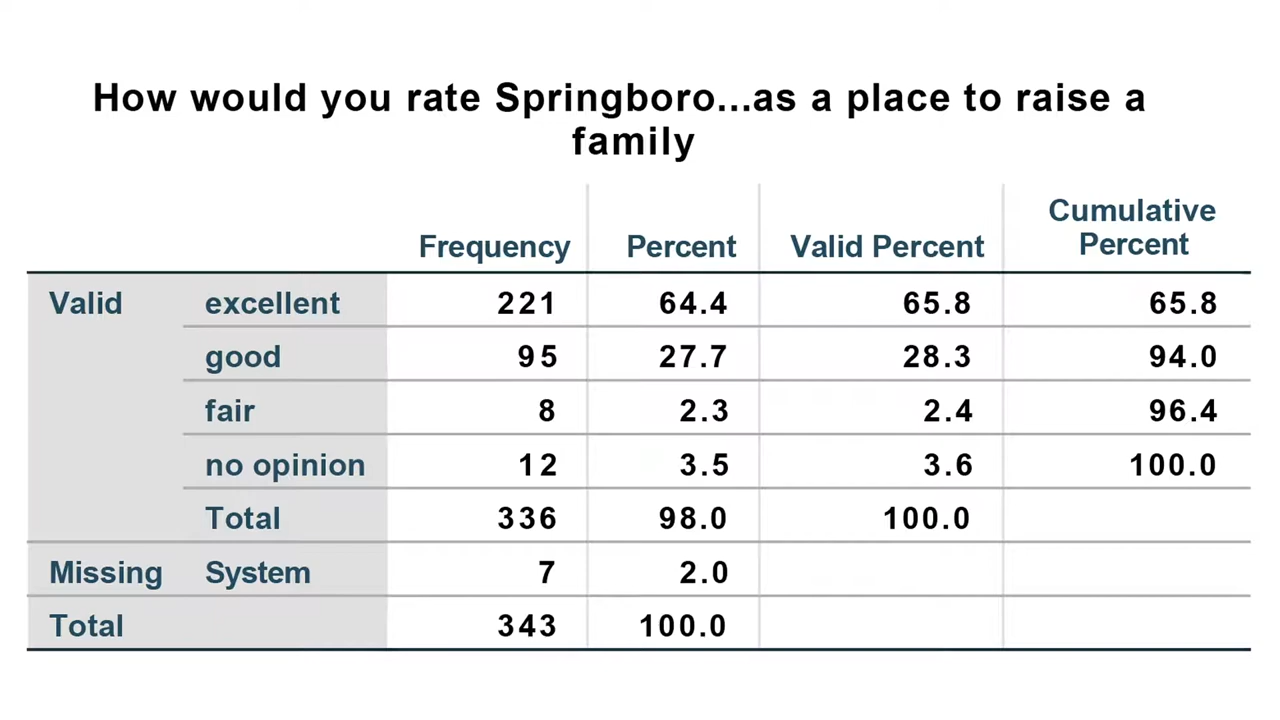 How would you rate Springboro...as a place to raise a
family
Frequency Percent Valid Percent Cumulative Percent
Valid excellent 221 64.4 65.8 65.8
good 95 27.7 28.3 94.0
fair 8 2.3 2.4 96.4
no opinion 12 3.5 3.6 100.0
Total 336 98.0 100.0
Missing System 7 2.0
Total 343 100.0